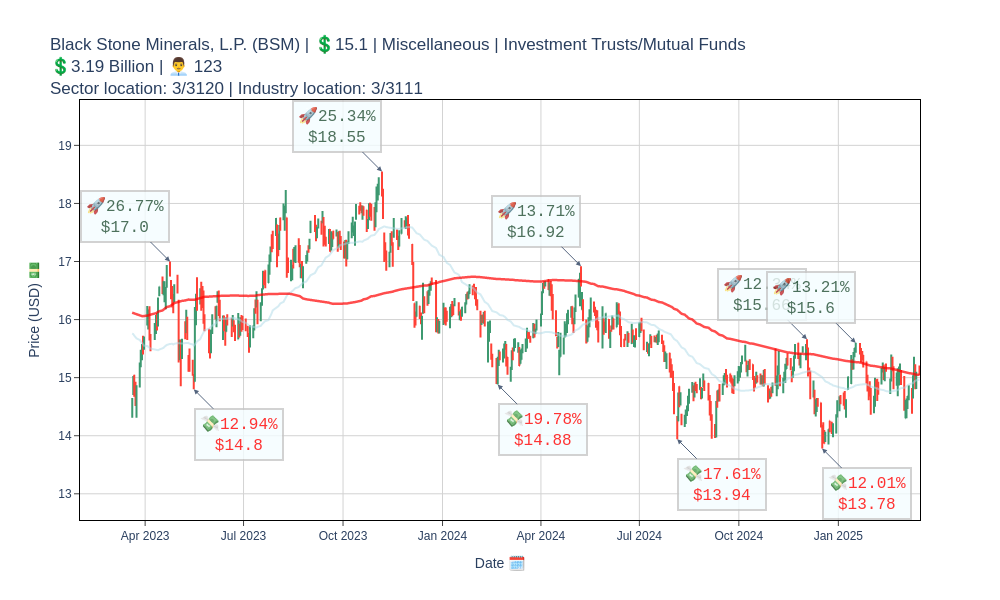 Black Stone Minerals, L.P. (BSM) | 💲15.1 | Miscellaneous | Investment Trusts/Mutual Funds
💲3.19 Billion | 👨‍💼 123
Sector location: 3/3120 | Industry location: 3/3111
🚀25.34%
$18.55
🚀26.77%
$17.0
🚀13.71%
$16.92
🚀13.21%
$15.6
💸12.94%
$14.8
💸19.78%
$14.88
💸17.61%
$13.94
💸12.01%
$13.78
19
18
17
16
15
14
13
Price (USD) 💵
Apr 2023
Jul 2023
Oct 2023
Jan 2024
Apr 2024
Jul 2024
Oct 2024
Jan 2025
Date 🗓️